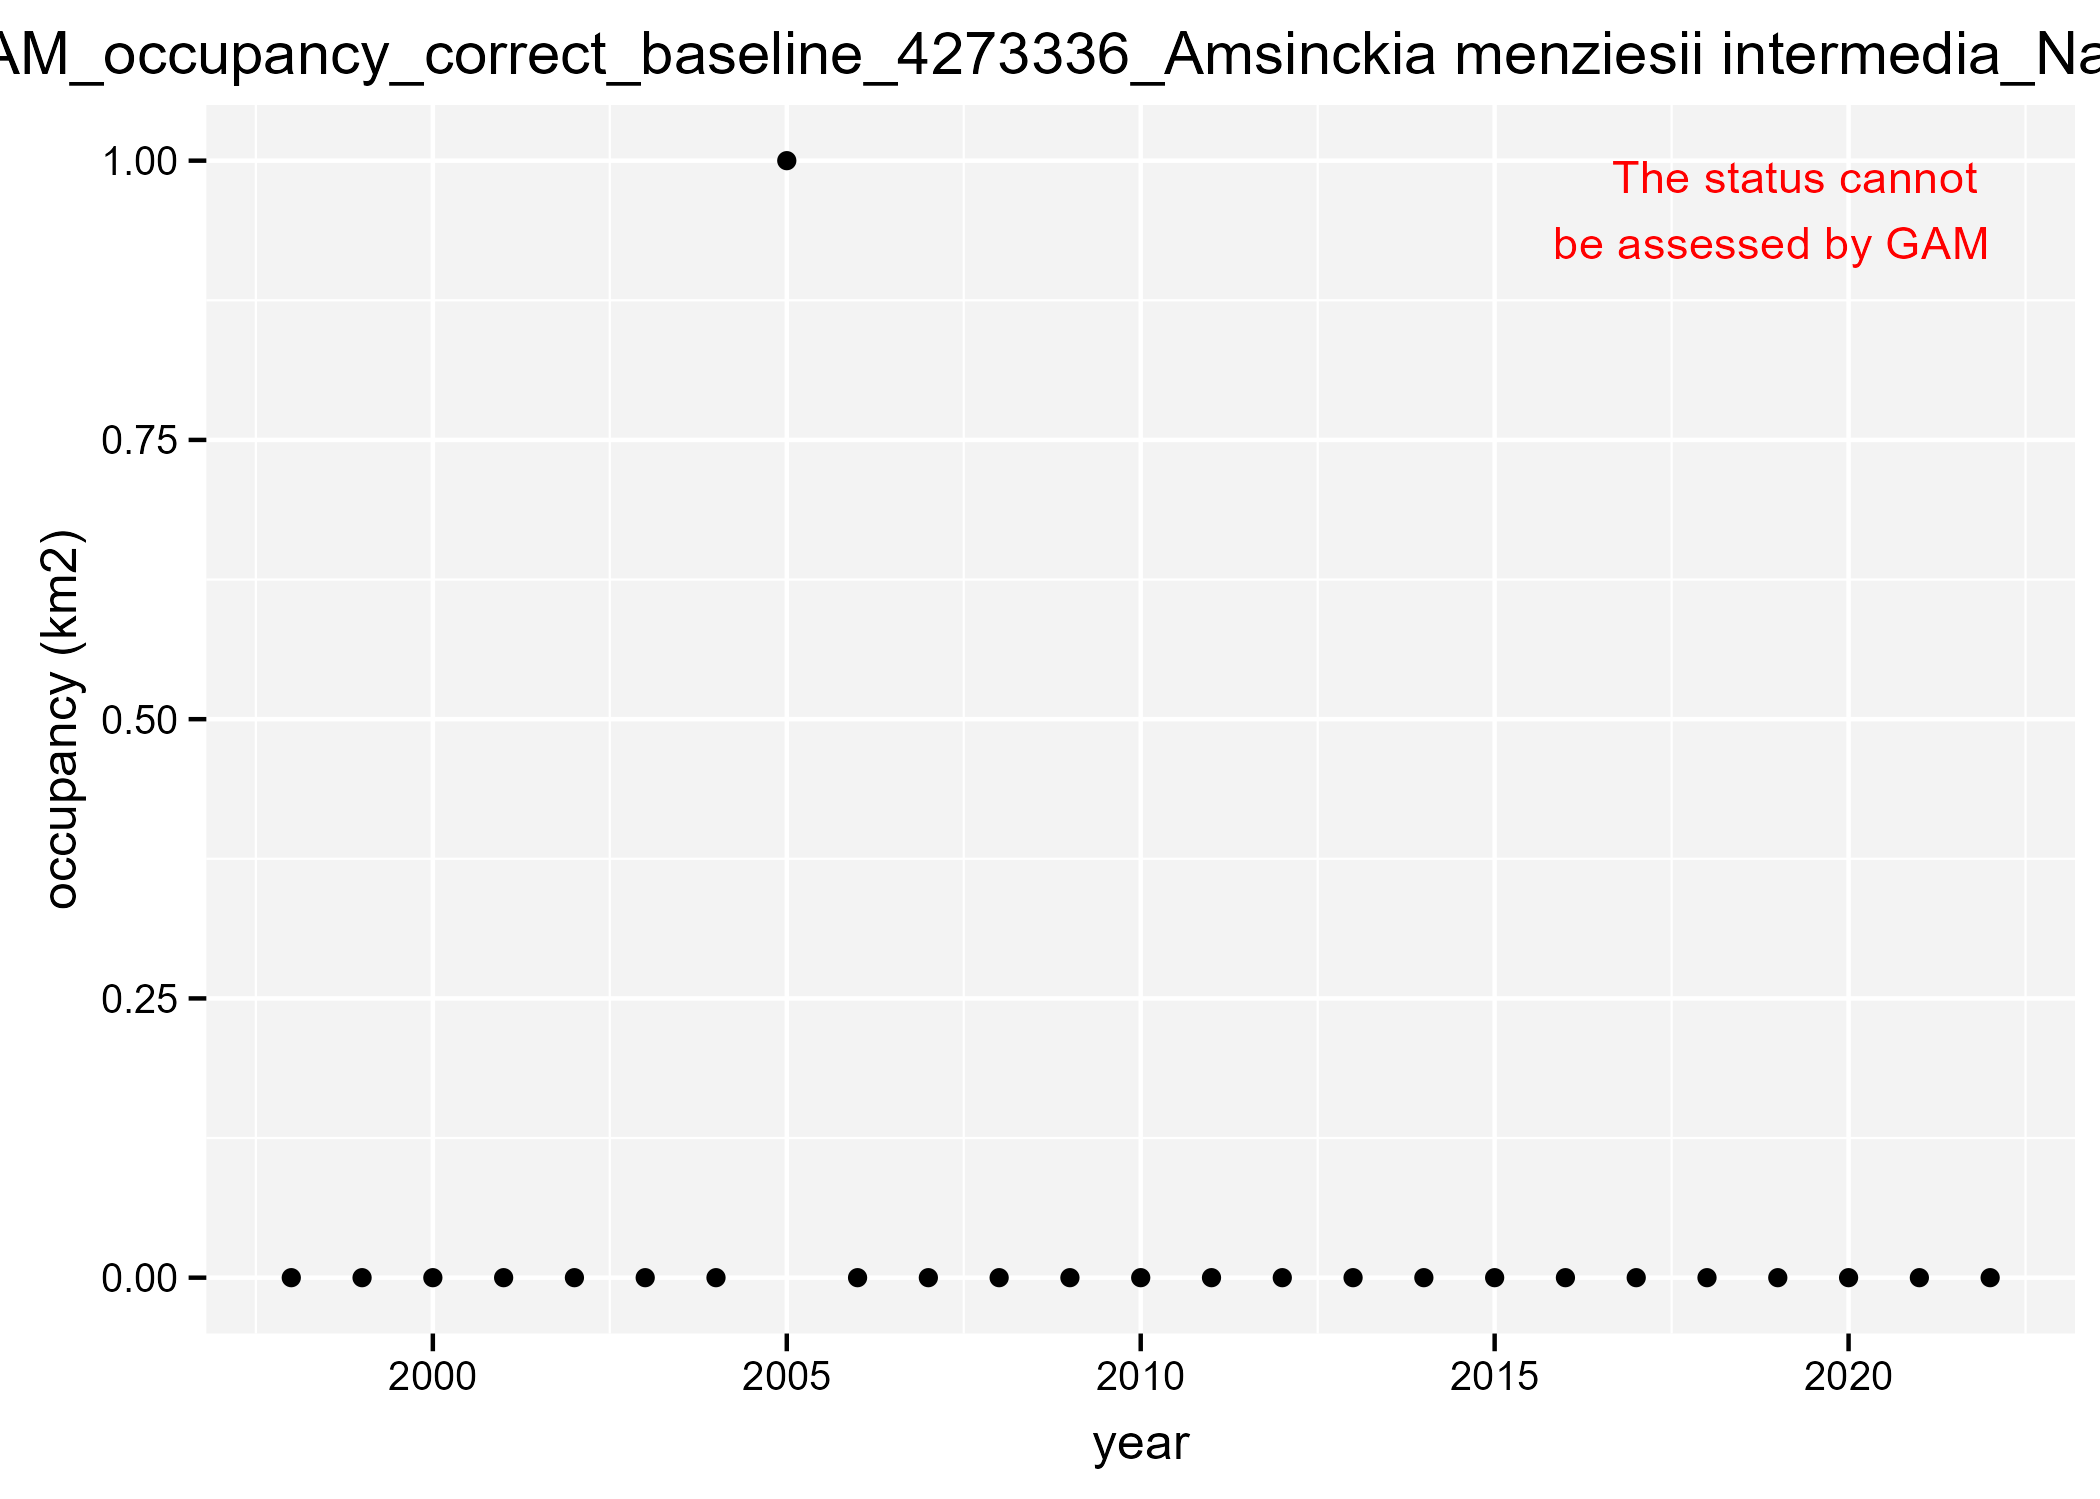 AM_occupancy_correct_baseline_4273336_Amsinckia menziesii intermedia_Na
The status cannot
be assessed by GAM
1.00
0.75
0.50
0.25
0.00
occupancy (km2)
2000 2005 2010 2015 2020
year